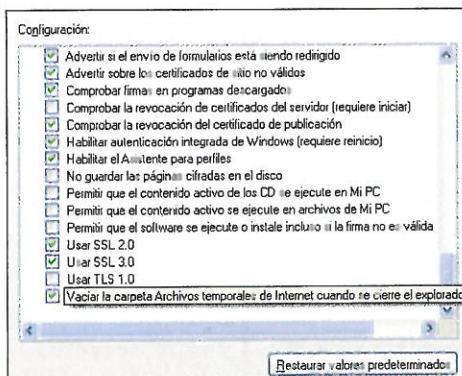 Configuración:
Advertir si el envío de formularios está siendo redirigido
Advertir sobre los certificados de sitio no válidos
Comprobar firmas en programas descargados
Comprobar la revocación de certificados del servidor (requiere iniciar)
Comprobar la revocación del certificado de publicación
Habilitar autenticación integrada de Windows (requiere reinicio)
Habilitar el Asistente para perfiles
No guardar las páginas cifradas en el disco
Permitir que el contenido activo de los CD se ejecute en Mi PC
Permitir que el contenido activo se ejecute en archivos de Mi PC
Permitir que el software se ejecute o instale incluso si la firma no es válida
Usar SSL 2.0
Usar SSL 3.0
Usar TLS 1.0
Vaciar la carpeta Archivos temporales de Internet cuando se cierre el explorado
Restaurar valores predeterminados